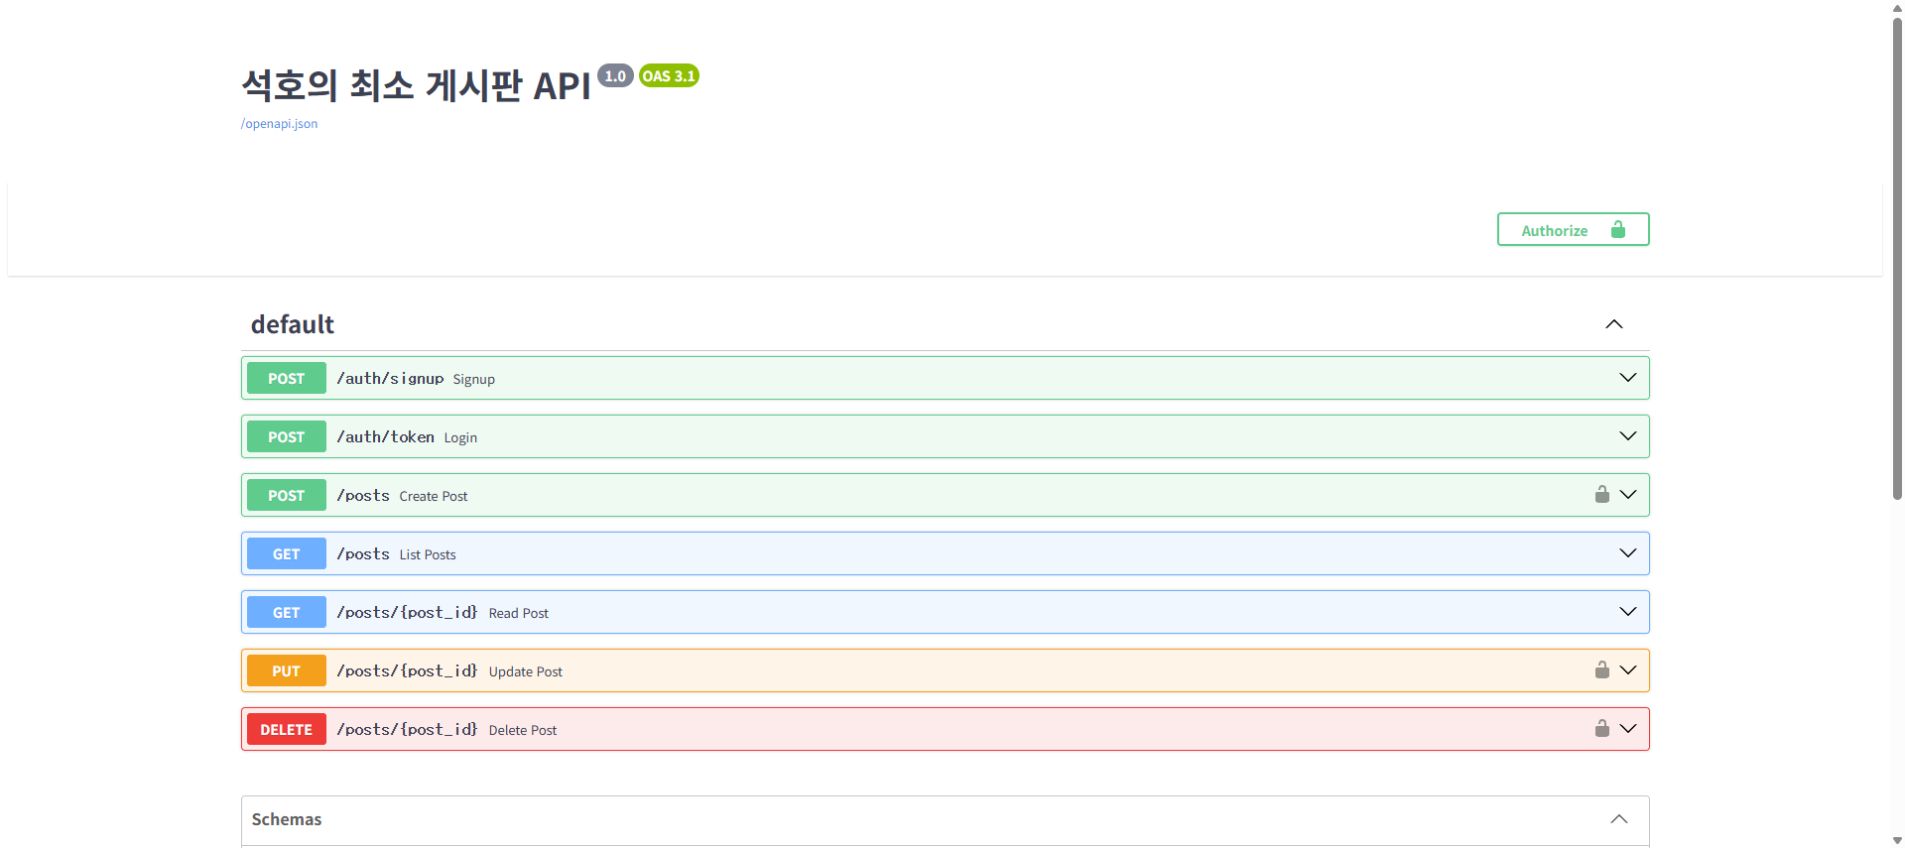 석호의 최소 게시판 API 1.0 OAS 3.1
/openapi.json
Authorize
default
POST /auth/signup Signup
POST /auth/token Login
POST /posts Create Post
GET /posts List Posts
GET /posts/{post_id} Read Post
PUT /posts/{post_id} Update Post
DELETE /posts/{post_id} Delete Post
Schemas